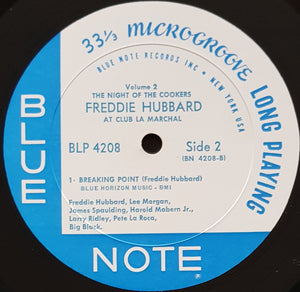 33⅓ MICROGROOVE LONG PLAYING
BLUE NOTE RECORDS INC • NEW YORK USA
Volume 2
THE NIGHT OF THE COOKERS
FREDDIE HUBBARD
AT CLUB LA MARCHAL
BLP 4208 Side 2
(BN 4208-B)
1- BREAKING POINT (Freddie Hubbard)
BLUE HORIZON MUSIC - BMI
Freddie Hubbard, Lee Morgan,
James Spaulding, Harold Mabern Jr.,
Larry Ridley, Pete La Roca,
Big Black.
BLUE
NOTE